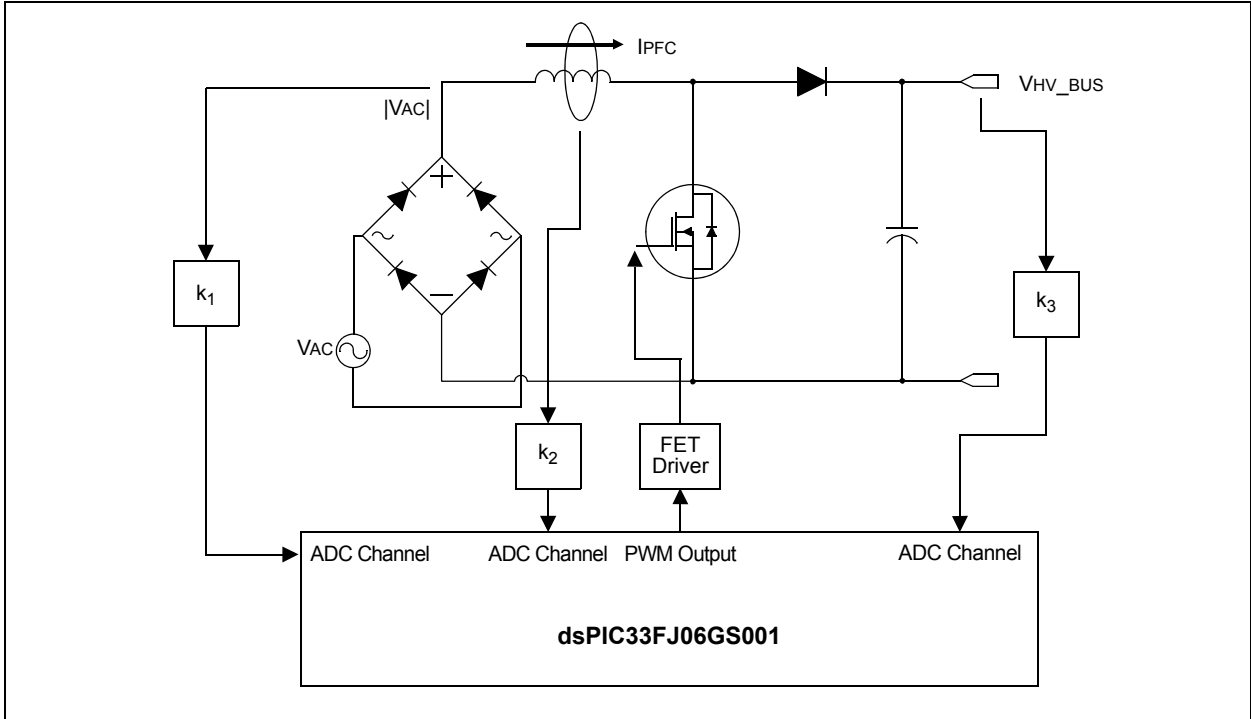 IPFC
|VAC|
VHV_BUS
k1
k3
VAC
k2
FET
Driver
ADC Channel
ADC Channel
PWM Output
ADC Channel
dsPIC33FJ06GS001